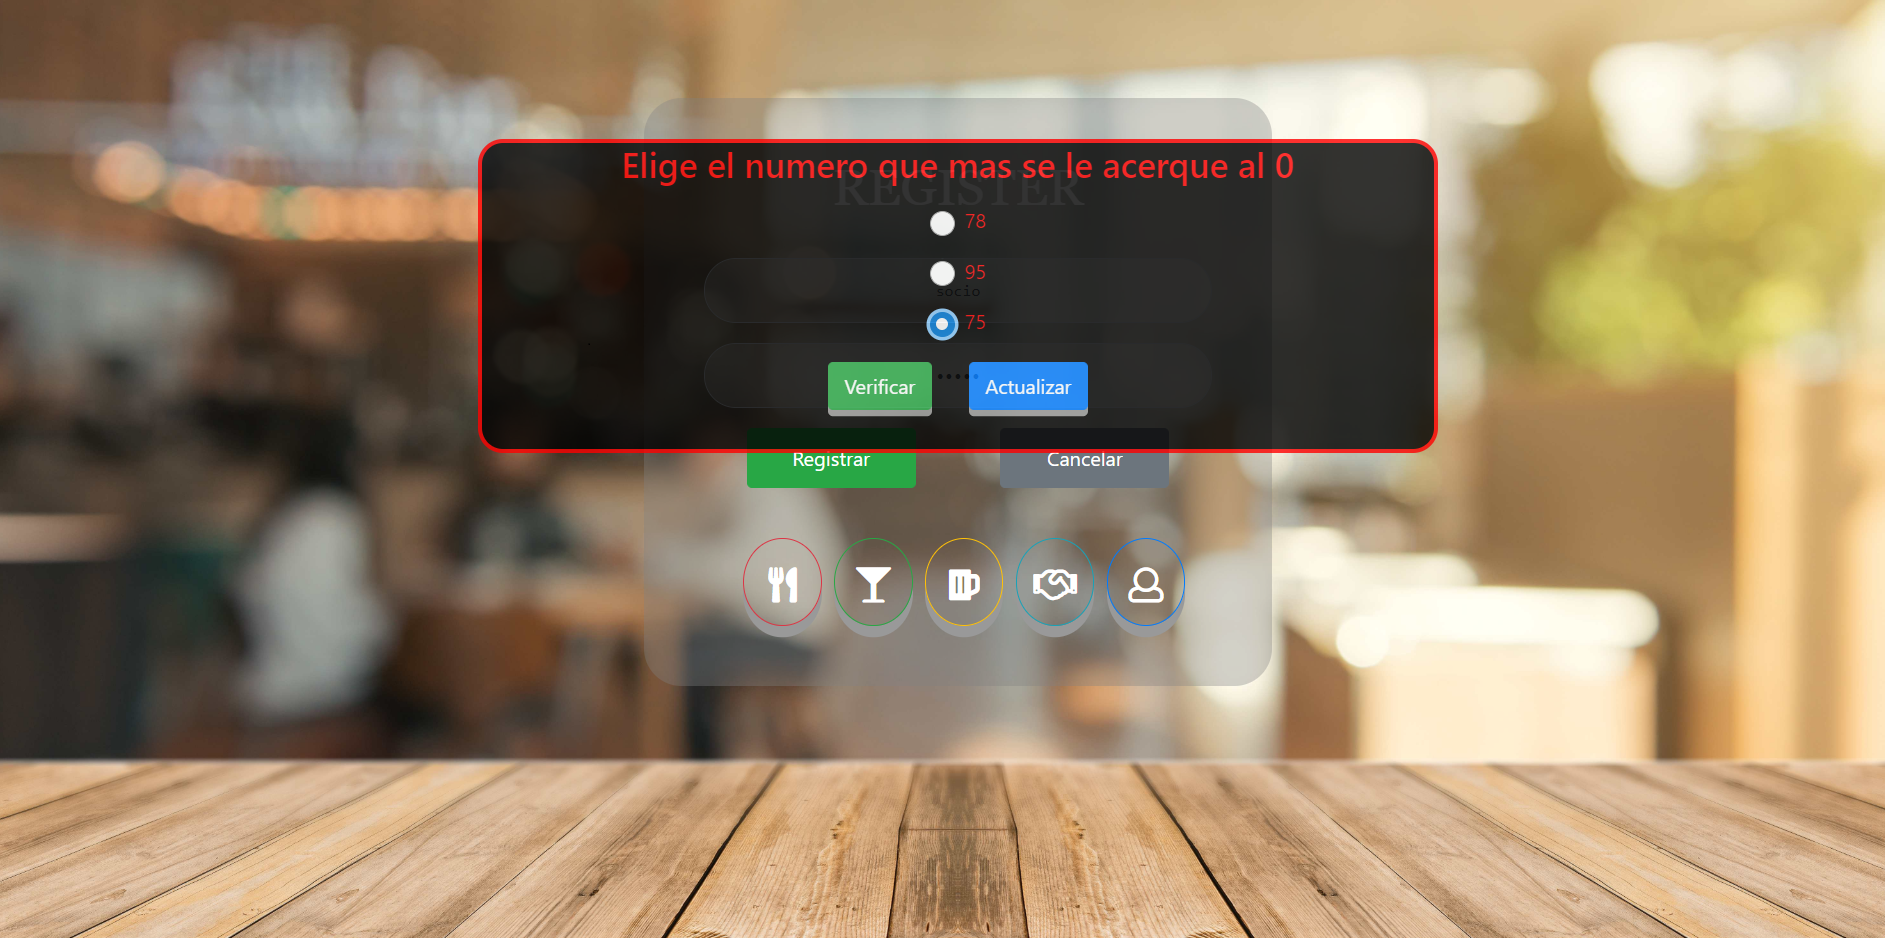 Elige el numero que mas se le acerque al 0
REGISTER
78
95
socio
75
•••••
Verificar Actualizar
Registrar Cancelar